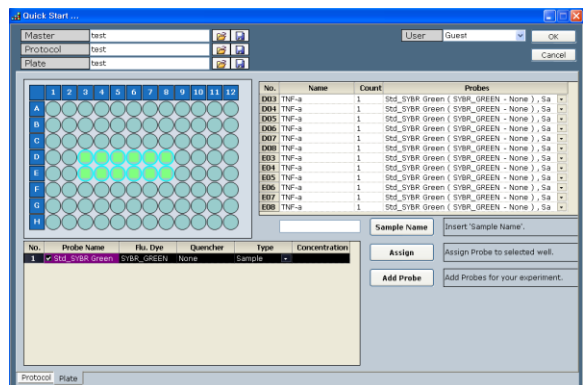 Quick Start ...
Master test User Guest OK
Protocol test Cancel
Plate test
1 2 3 4 5 6 7 8 9 10 11 12
A
B
C
D
E
F
G
H
No. Name Count Probes
D03 TNF-a 1 Std_SYBR Green ( SYBR_GREEN - None ) , Sa
D04 TNF-a 1 Std_SYBR Green ( SYBR_GREEN - None ) , Sa
D05 TNF-a 1 Std_SYBR Green ( SYBR_GREEN - None ) , Sa
D06 TNF-a 1 Std_SYBR Green ( SYBR_GREEN - None ) , Sa
D07 TNF-a 1 Std_SYBR Green ( SYBR_GREEN - None ) , Sa
D08 TNF-a 1 Std_SYBR Green ( SYBR_GREEN - None ) , Sa
E03 TNF-a 1 Std_SYBR Green ( SYBR_GREEN - None ) , Sa
E04 TNF-a 1 Std_SYBR Green ( SYBR_GREEN - None ) , Sa
E05 TNF-a 1 Std_SYBR Green ( SYBR_GREEN - None ) , Sa
E06 TNF-a 1 Std_SYBR Green ( SYBR_GREEN - None ) , Sa
E07 TNF-a 1 Std_SYBR Green ( SYBR_GREEN - None ) , Sa
E08 TNF-a 1 Std_SYBR Green ( SYBR_GREEN - None ) , Sa
Sample Name Insert 'Sample Name'.
No. Probe Name Flu. Dye Quencher Type Concentration
1 Std_SYBR Green SYBR_GREEN None Sample
Assign Assign Probe to selected well.
Add Probe Add Probes for your experiment.
Protocol Plate